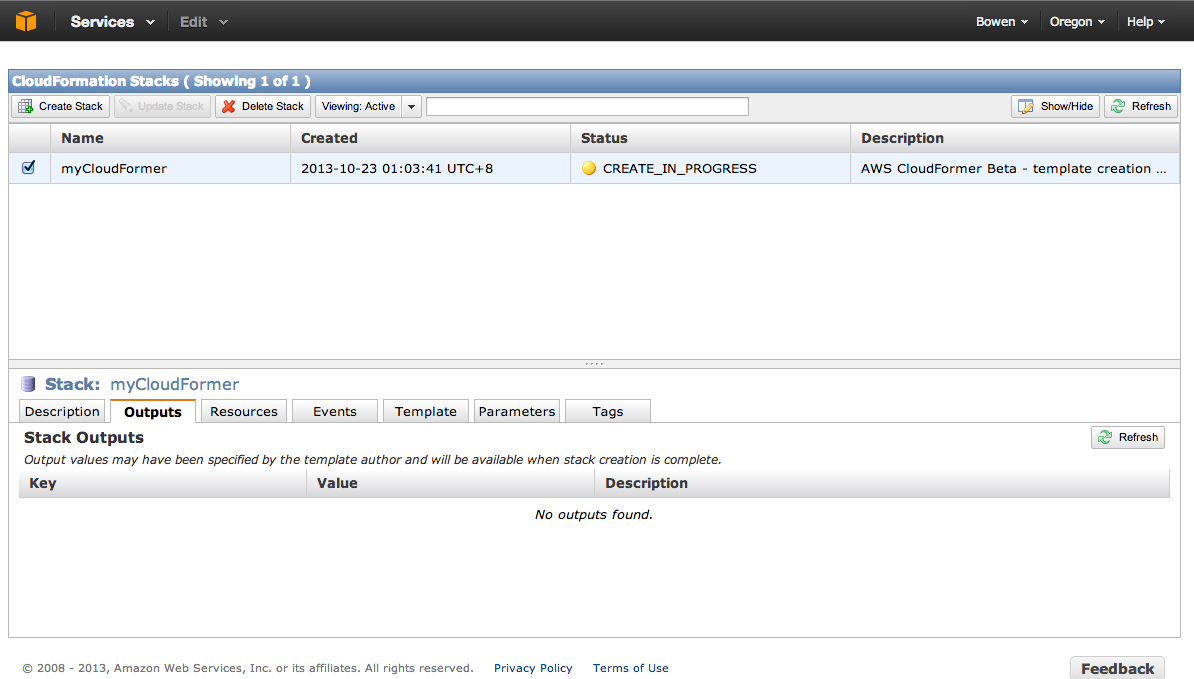 Services Edit Bowen Oregon Help
CloudFormation Stacks ( Showing 1 of 1 )
Create Stack Update Stack Delete Stack Viewing: Active Show/Hide Refresh
Name Created Status Description
myCloudFormer 2013-10-23 01:03:41 UTC+8 CREATE_IN_PROGRESS AWS CloudFormer Beta - template creation ...
Stack: myCloudFormer
Description Outputs Resources Events Template Parameters Tags
Stack Outputs Refresh
Output values may have been specified by the template author and will be available when stack creation is complete.
Key Value Description
No outputs found.
© 2008 - 2013, Amazon Web Services, Inc. or its affiliates. All rights reserved. Privacy Policy Terms of Use Feedback